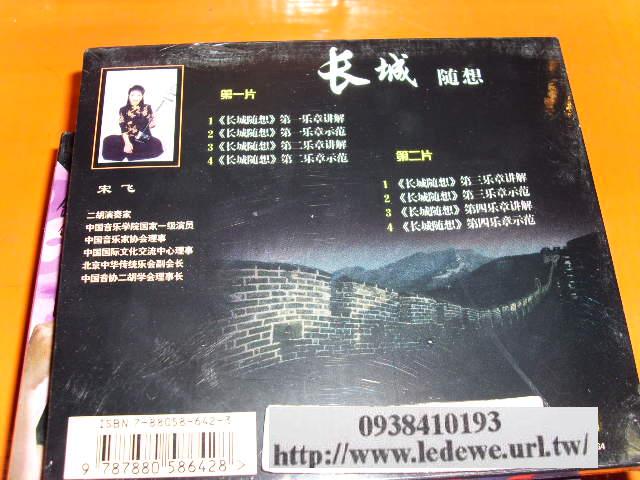 长城 随想
第一片
1《长城随想》第一乐章讲解
2《长城随想》第一乐章示范
3《长城随想》第二乐章讲解
4《长城随想》第二乐章示范
第二片
1《长城随想》第三乐章讲解
2《长城随想》第三乐章示范
3《长城随想》第四乐章讲解
4《长城随想》第四乐章示范
宋 飞
二胡演奏家
中国音乐学院国家一级演员
中国音乐家协会理事
中国国际文化交流中心理事
北京中华传统乐会副会长
中国音协二胡学会理事长
ISBN 7-88058-642-3
9 787880 586428 >
0938410193
http://www.ledewe.url.tw/